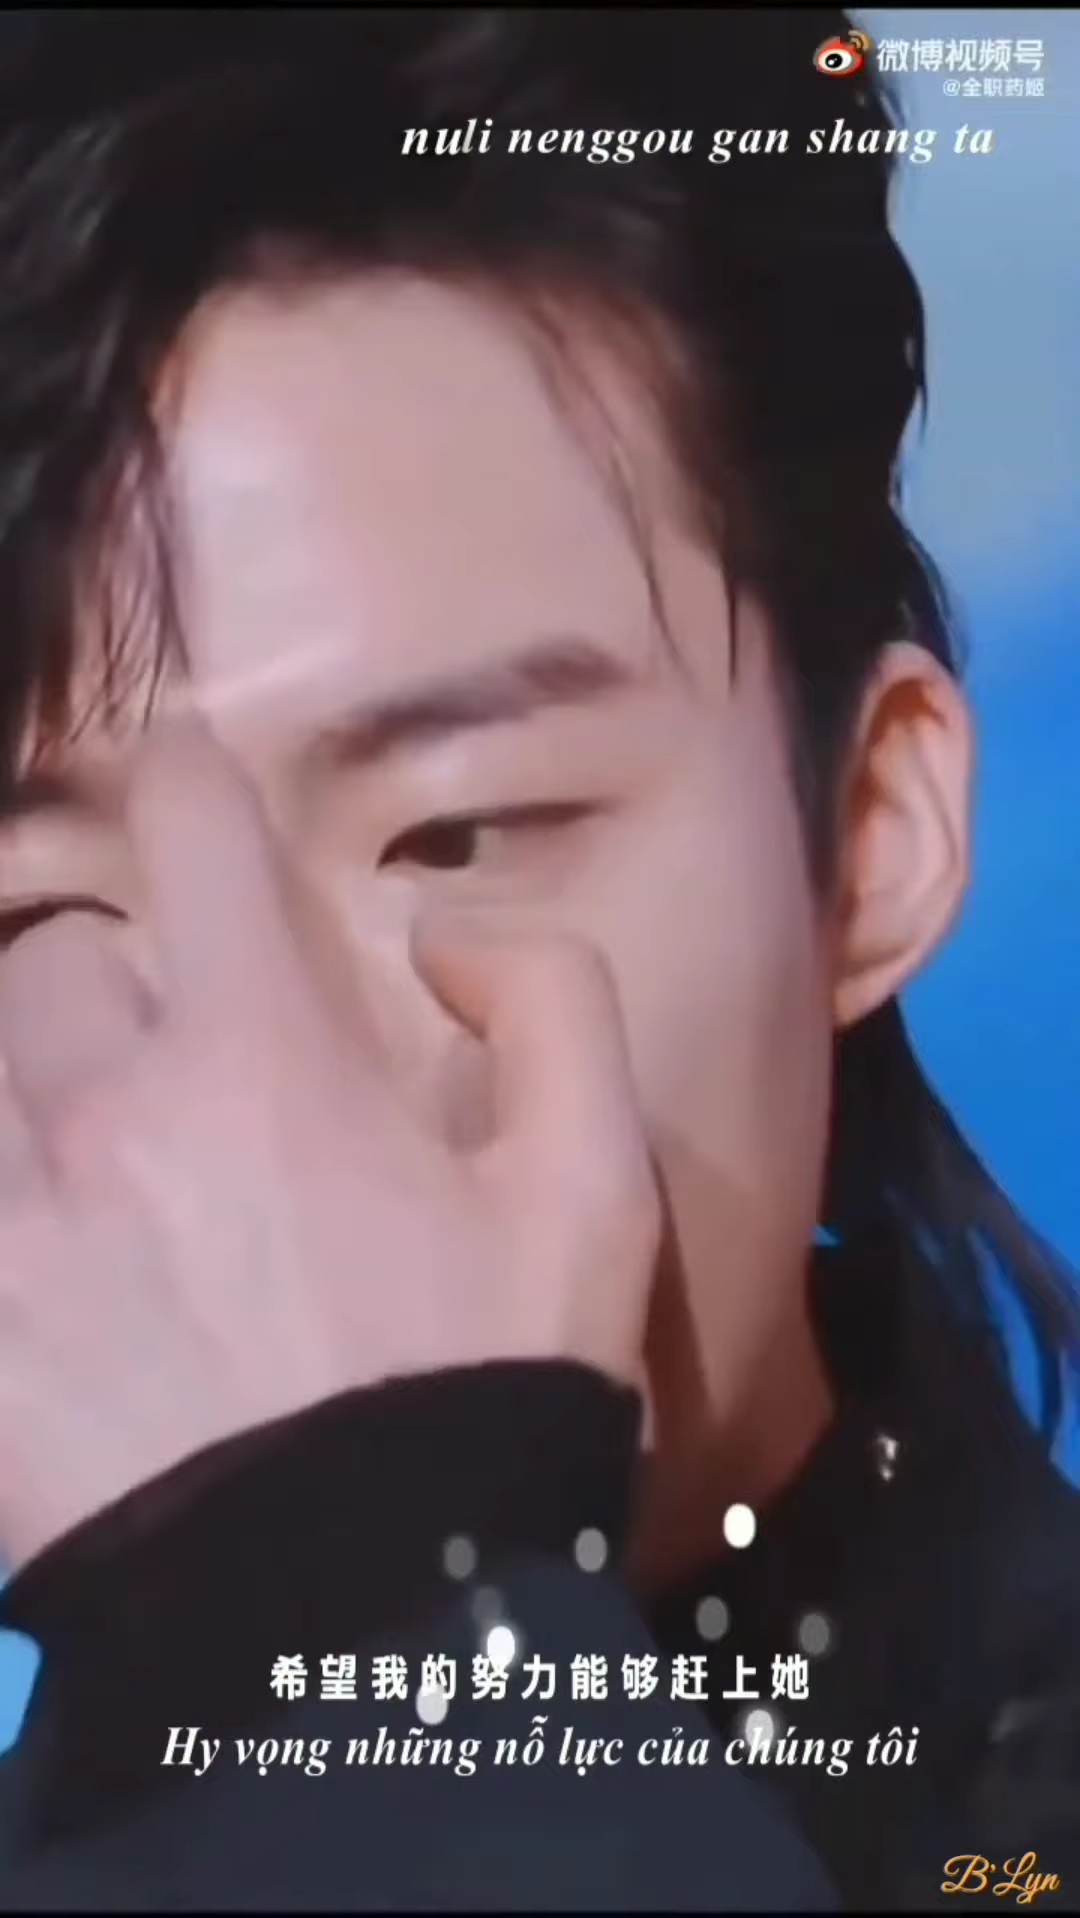 微博视频号
@全职药姬
nuli nenggou gan shang ta
希望我的努力能够赶上她
Hy vọng những nỗ lực của chúng tôi
B'Lyn